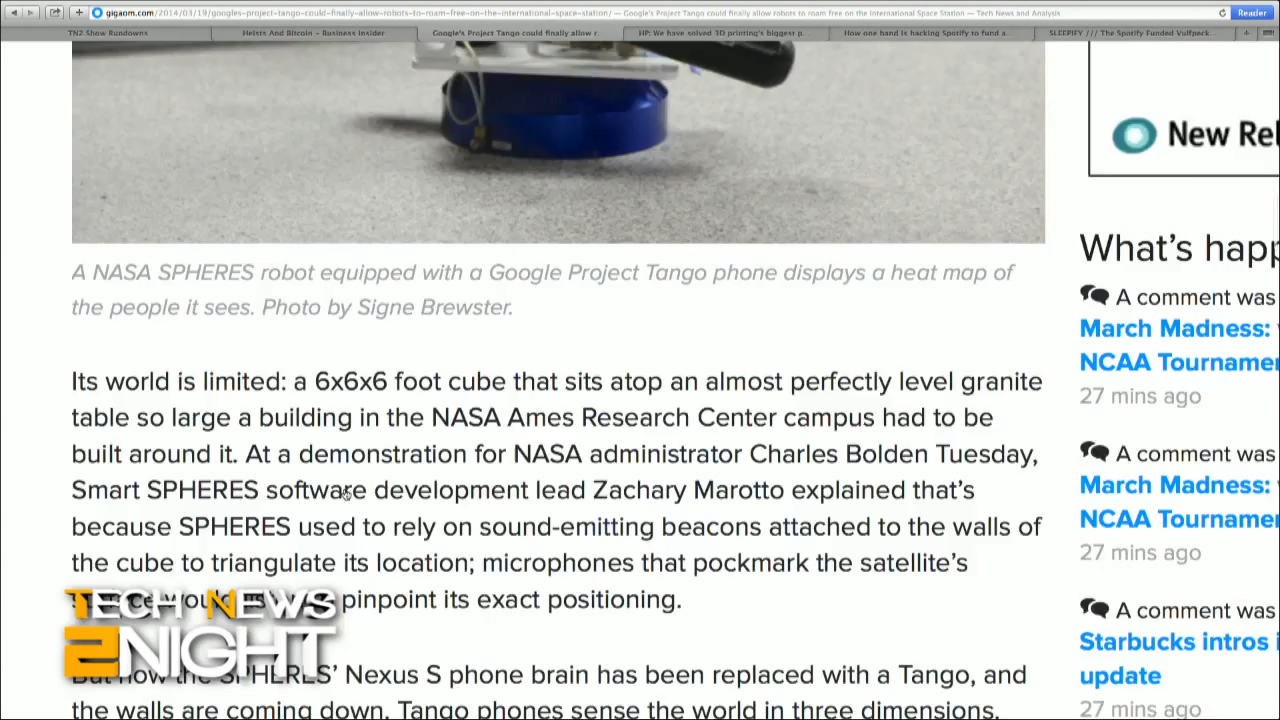 gigaom.com/2014/03/19/googles-project-tango-could-finally-allow-robots-to-roam-free-on-the-international-space-station/ — Google's Project Tango could finally allow robots to roam free on the International Space Station — Tech News and Analysis
Reader
TN2 Show Rundowns
Heists And Bitcoin - Business Insider
Google's Project Tango could finally allow r...
HP: We have solved 3D printing's biggest p...
How one band is hacking Spotify to fund a...
SLEEPIFY /// The Spotify Funded Vulfpeck...
New Rel
A NASA SPHERES robot equipped with a Google Project Tango phone displays a heat map of
the people it sees. Photo by Signe Brewster.
Its world is limited: a 6x6x6 foot cube that sits atop an almost perfectly level granite
table so large a building in the NASA Ames Research Center campus had to be
built around it. At a demonstration for NASA administrator Charles Bolden Tuesday,
Smart SPHERES software development lead Zachary Marotto explained that's
because SPHERES used to rely on sound-emitting beacons attached to the walls of
the cube to triangulate its location; microphones that pockmark the satellite's
pinpoint its exact positioning.
But now the SPHERES' Nexus S phone brain has been replaced with a Tango, and
the walls are coming down. Tango phones sense the world in three dimensions,
What's happ
A comment was
March Madness:
NCAA Tournamen
27 mins ago
A comment was
March Madness:
NCAA Tournamen
27 mins ago
A comment was
Starbucks intros i
update
27 mins ago
TECH NEWS
2NIGHT